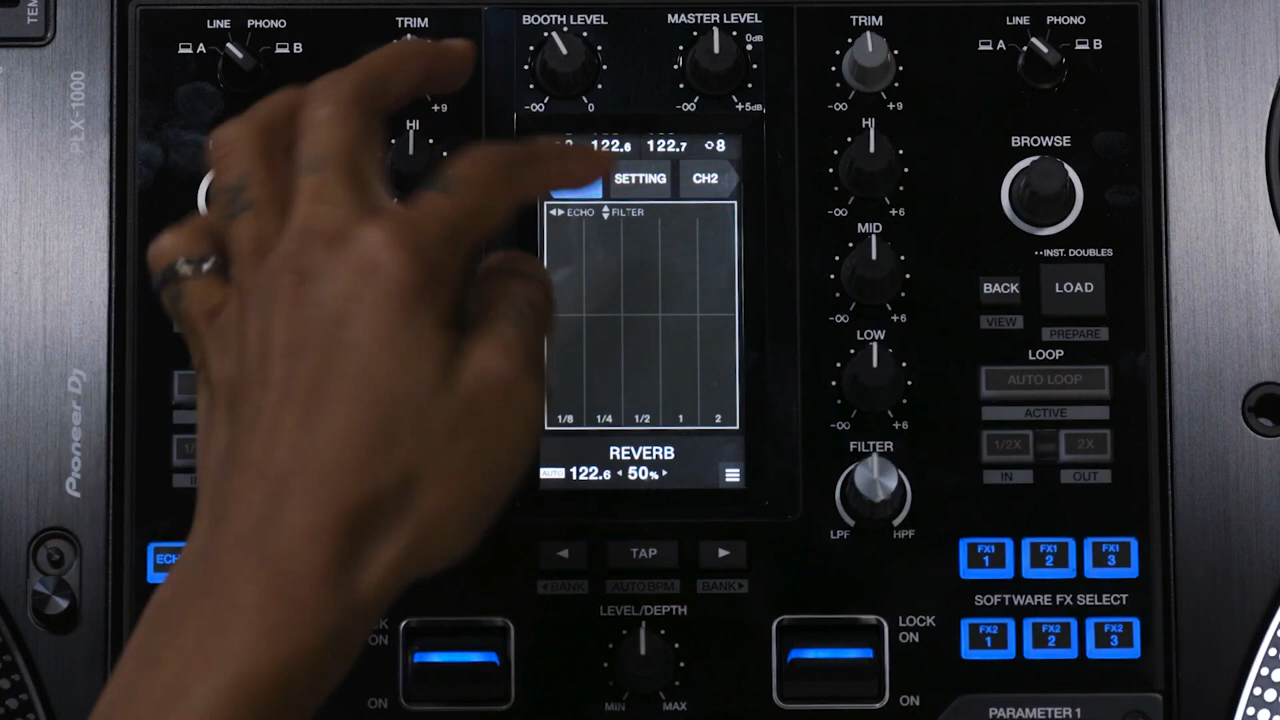 TEM
PLX-1000
Pioneer Dj
LINE PHONO
A B
TRIM
+9
HI
BOOTH LEVEL
-∞ 0
MASTER LEVEL
0dB
-∞ +5dB
TRIM
-∞ +9
HI
-∞ +6
MID
-∞ +6
LOW
-∞ +6
FILTER
LPF HPF
LINE PHONO
A B
BROWSE
INST. DOUBLES
BACK LOAD
VIEW PREPARE
LOOP
AUTO LOOP
ACTIVE
1/2X 2X
IN OUT
122.6 122.7 8
SETTING CH2
ECHO FILTER
1/8 1/4 1/2 1 2
REVERB
AUTO 122.6 50%
TAP
BANK AUTO BPM BANK
LEVEL/DEPTH
MIN MAX
ON
ON
LOCK
ON
ON
FX1 1 FX1 2 FX1 3
SOFTWARE FX SELECT
FX2 1 FX2 2 FX2 3
PARAMETER 1